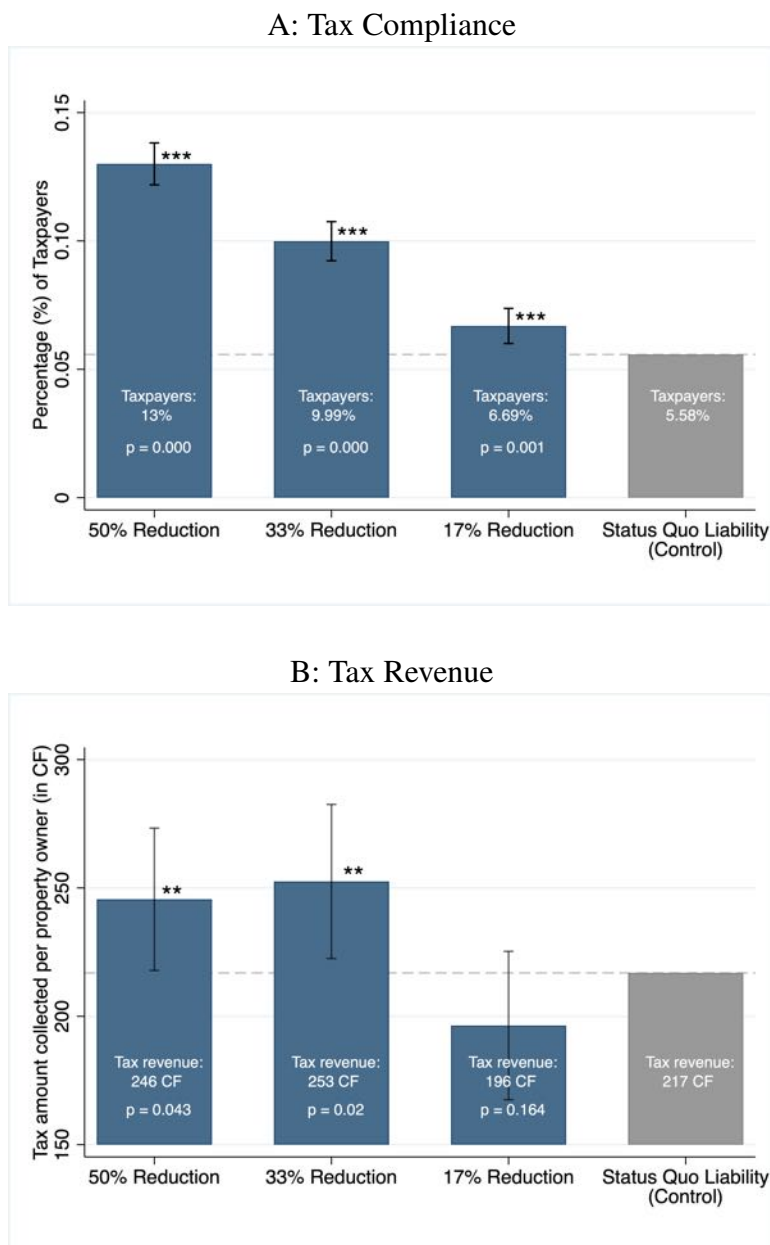 A: Tax Compliance
Percentage (%) of Taxpayers
0.15
0.10
0.05
0
***
***
***
Taxpayers:
13%
p = 0.000
Taxpayers:
9.99%
p = 0.000
Taxpayers:
6.69%
p = 0.001
Taxpayers:
5.58%
50% Reduction
33% Reduction
17% Reduction
Status Quo Liability
(Control)
B: Tax Revenue
Tax amount collected per property owner (in CF)
300
250
200
150
**
**
Tax revenue:
246 CF
p = 0.043
Tax revenue:
253 CF
p = 0.02
Tax revenue:
196 CF
p = 0.164
Tax revenue:
217 CF
50% Reduction
33% Reduction
17% Reduction
Status Quo Liability
(Control)